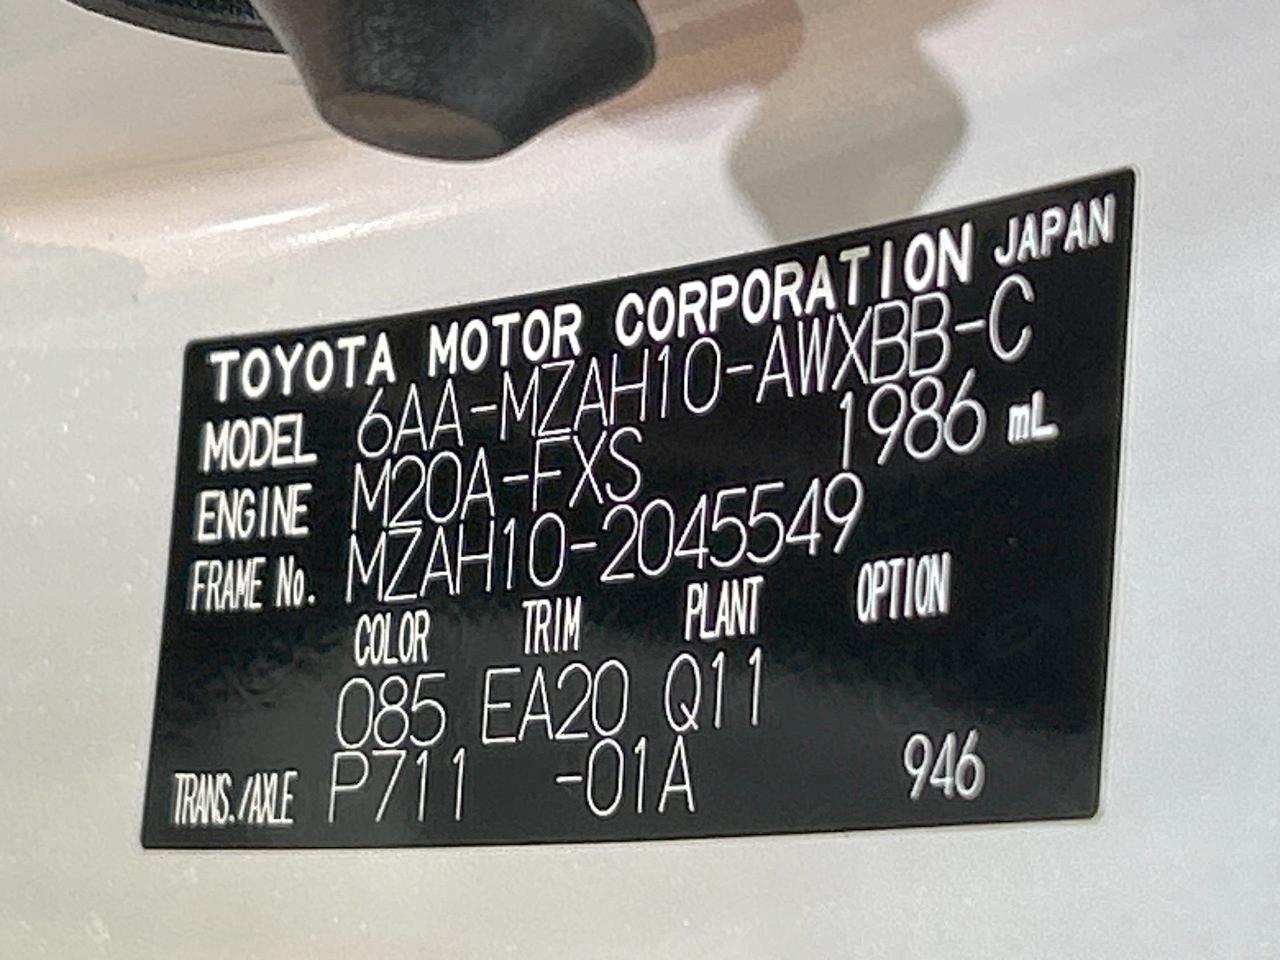 TOYOTA MOTOR CORPORATION JAPAN
MODEL 6AA-MZAH10-AWXBB-C
ENGINE M20A-FXS 1986 mL
FRAME No. MZAH10-2045549
COLOR TRIM PLANT OPTION
085 EA20 Q11
TRANS./AXLE P711 -01A 946